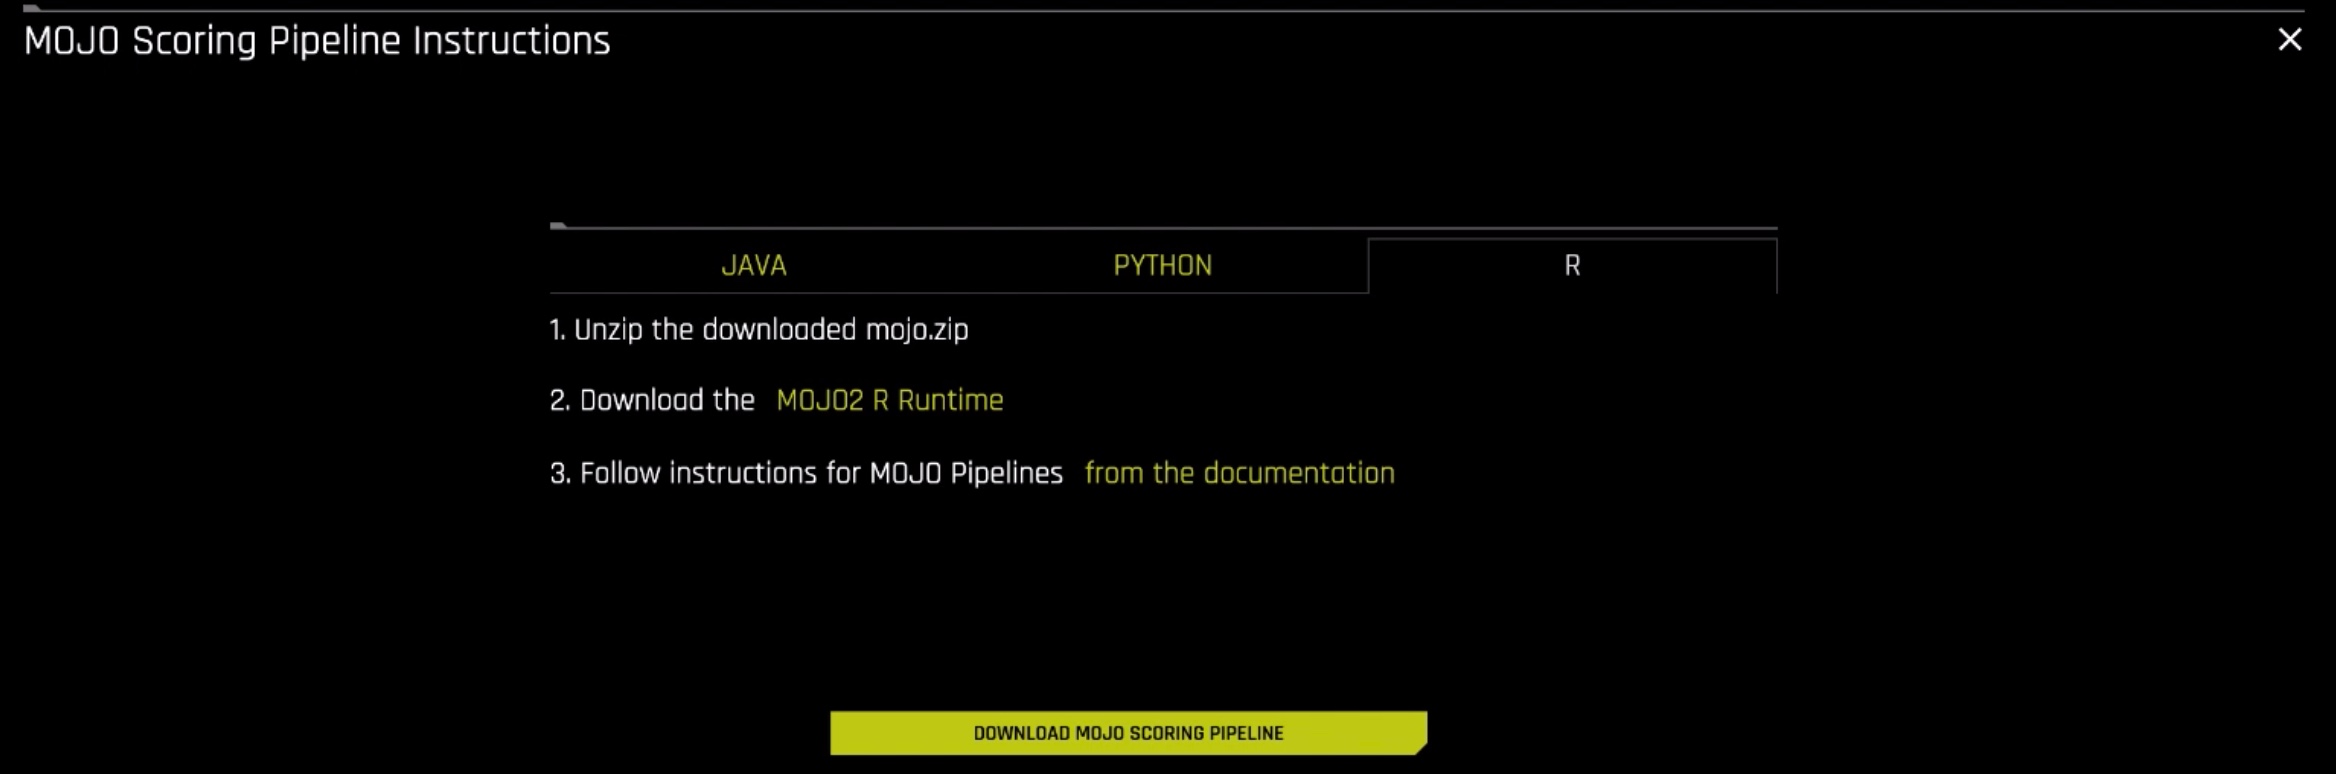 MOJO Scoring Pipeline Instructions
JAVA PYTHON R
1. Unzip the downloaded mojo.zip
2. Download the MOJO2 R Runtime
3. Follow instructions for MOJO Pipelines from the documentation
DOWNLOAD MOJO SCORING PIPELINE